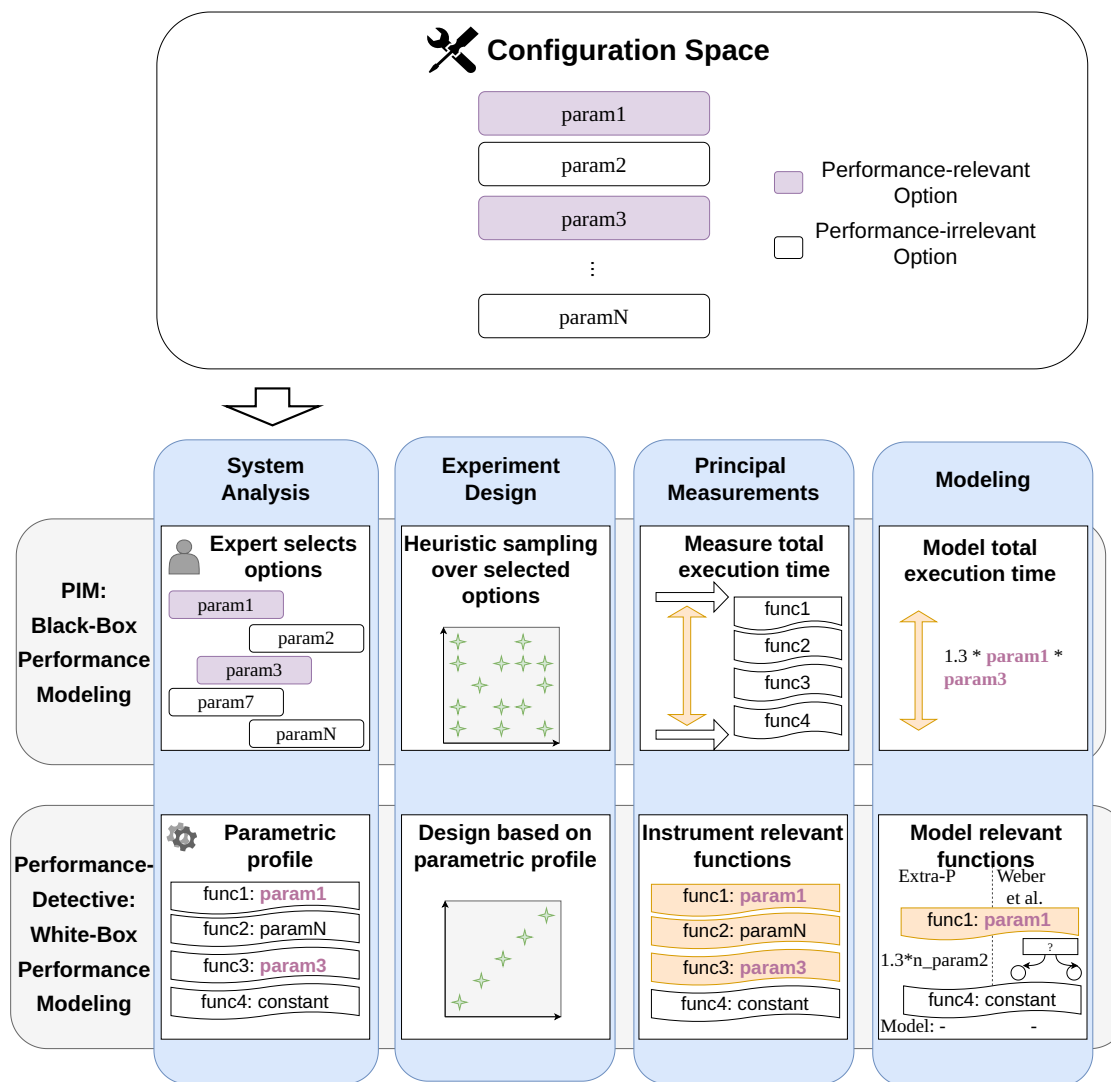 Configuration Space
param1
param2
param3
...
paramN
Performance-relevant
Option
Performance-irrelevant
Option
System
Analysis
Experiment
Design
Principal
Measurements
Modeling
PIM:
Black-Box
Performance
Modeling
Expert selects
options
param1
param2
param3
param7
paramN
Heuristic sampling
over selected
options
Measure total
execution time
func1
func2
func3
func4
Model total
execution time
1.3 * param1 *
param3
Performance-
Detective:
White-Box
Performance
Modeling
Parametric
profile
func1: param1
func2: paramN
func3: param3
func4: constant
Design based on
parametric profile
Instrument relevant
functions
func1: param1
func2: paramN
func3: param3
func4: constant
Model relevant
functions
Extra-P
Weber
et al.
func1: param1
?
1.3*n_param2
func4: constant
Model: -
-